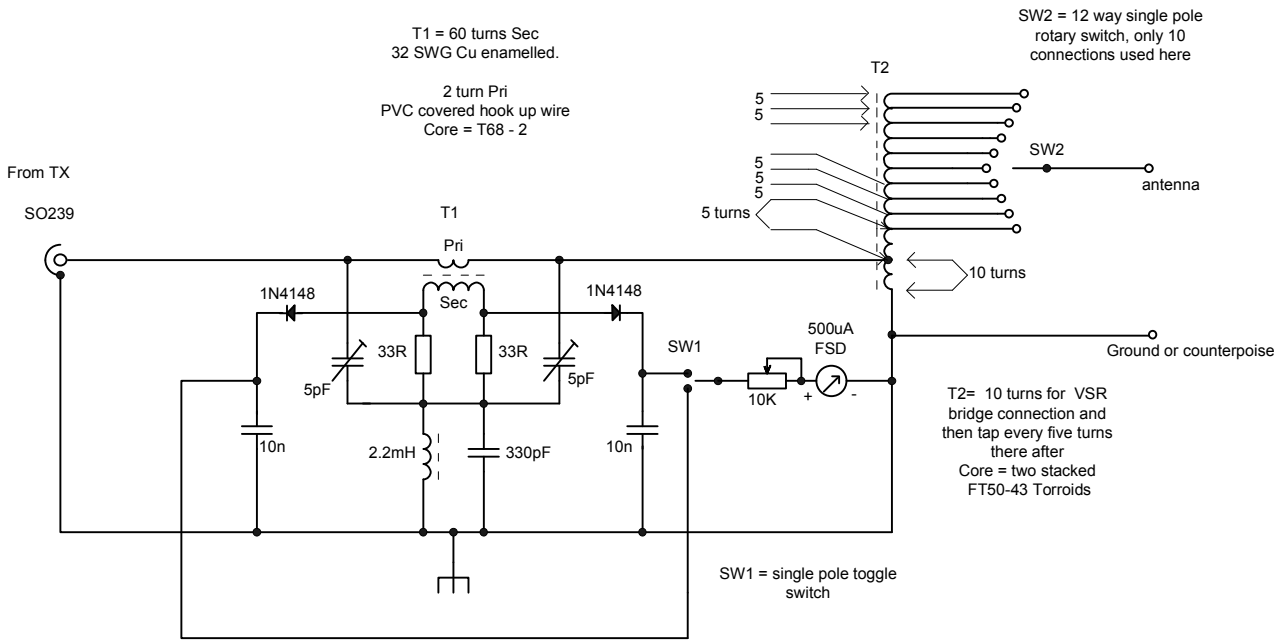 SW2 = 12 way single pole
rotary switch, only 10
connections used here
T1 = 60 turns Sec
32 SWG Cu enamelled.
2 turn Pri
PVC covered hook up wire
Core = T68 - 2
T2
5
5
SW2
antenna
5
5
5
5 turns
10 turns
From TX
SO239
T1
Pri
Sec
1N4148
1N4148
33R
33R
5pF
5pF
10n
10n
2.2mH
330pF
SW1
500uA
FSD
10K
+
-
Ground or counterpoise
T2= 10 turns for VSR
bridge connection and
then tap every five turns
there after
Core = two stacked
FT50-43 Torroids
SW1 = single pole toggle
switch